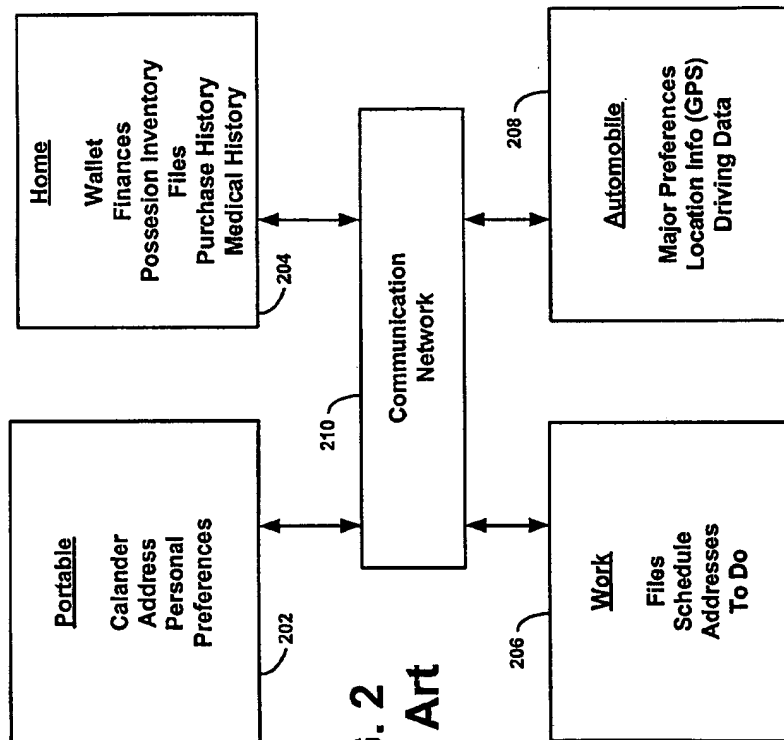 Portable
Calander
Address
Personal
Preferences
202
Home
Wallet
Finances
Possesion Inventory
Files
Purchase History
Medical History
204
210
Communication
Network
206
Work
Files
Schedule
Addresses
To Do
208
Automobile
Major Preferences
Location Info (GPS)
Driving Data
. 2
Art